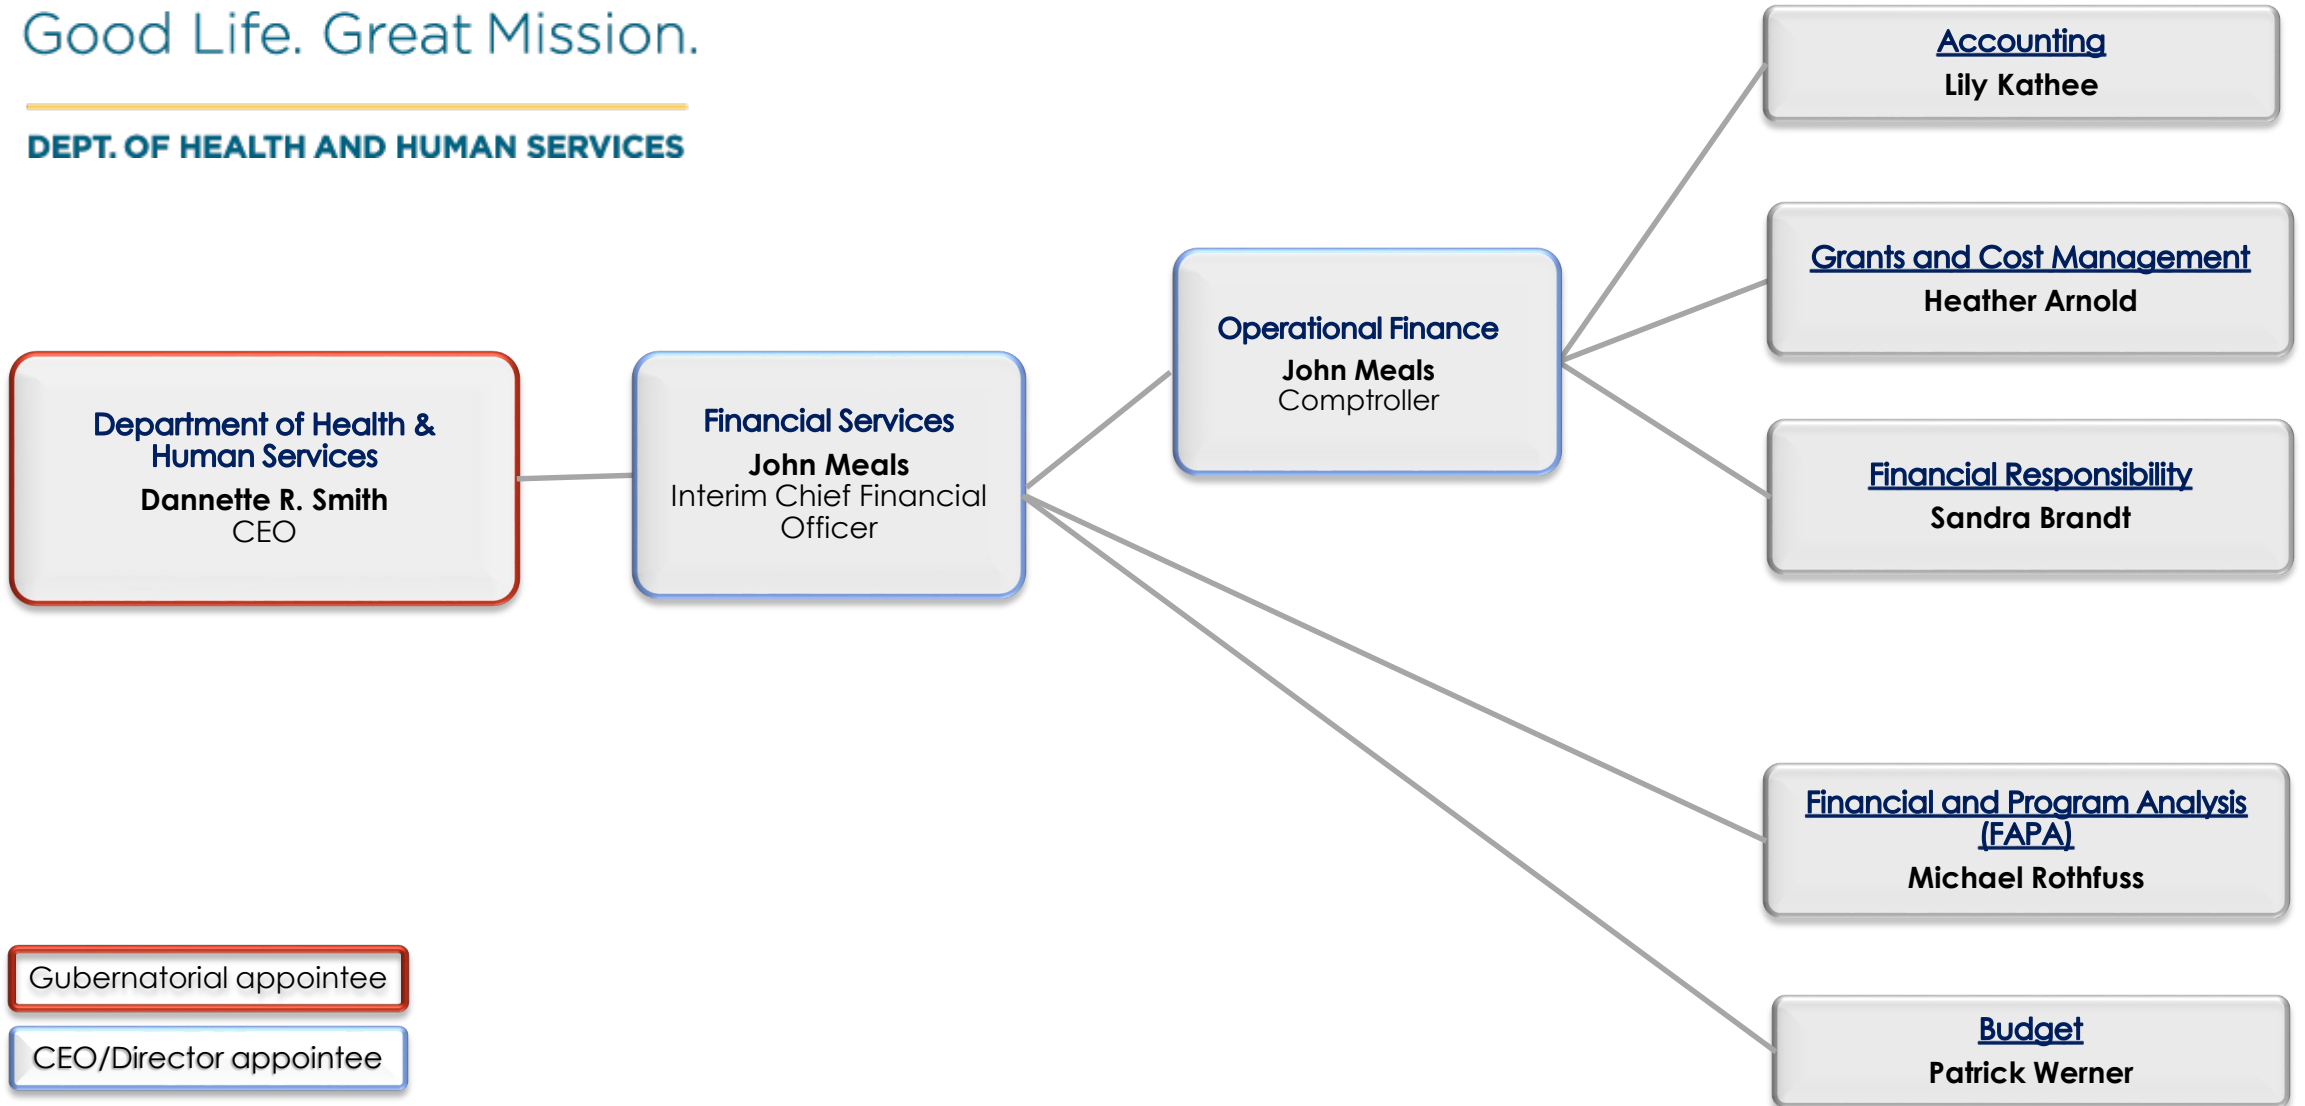 Good Life. Great Mission.
DEPT. OF HEALTH AND HUMAN SERVICES
Department of Health &
Human Services
Dannette R. Smith
CEO
Financial Services
John Meals
Interim Chief Financial
Officer
Operational Finance
John Meals
Comptroller
Accounting
Lily Kathee
Grants and Cost Management
Heather Arnold
Financial Responsibility
Sandra Brandt
Financial and Program Analysis
(FAPA)
Michael Rothfuss
Budget
Patrick Werner
Gubernatorial appointee
CEO/Director appointee